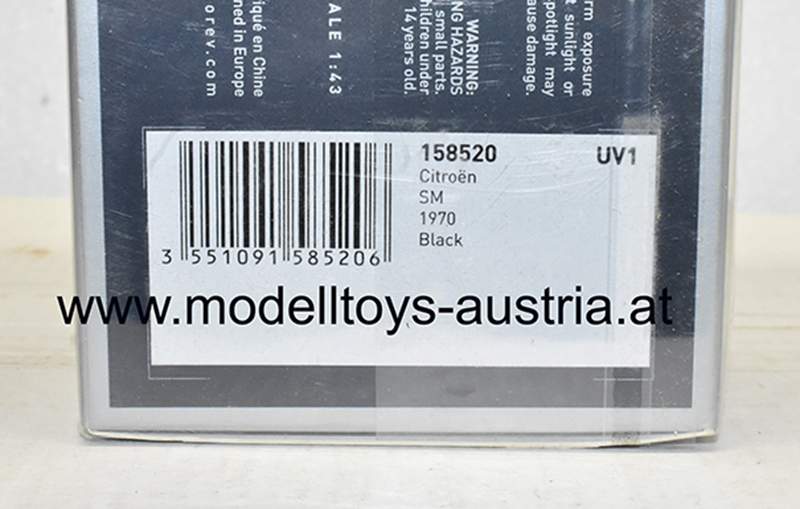 orev.com
iqué en Chine
ned in Europe
ALE 1:43
WARNING:
NG HAZARDS
small parts.
hildren under
14 years old.
rm exposure
t sunlight or
spotlight may
ause damage.
158520
UV1
Citroën
SM
1970
Black
3 551091 585206
www.modelltoys-austria.at